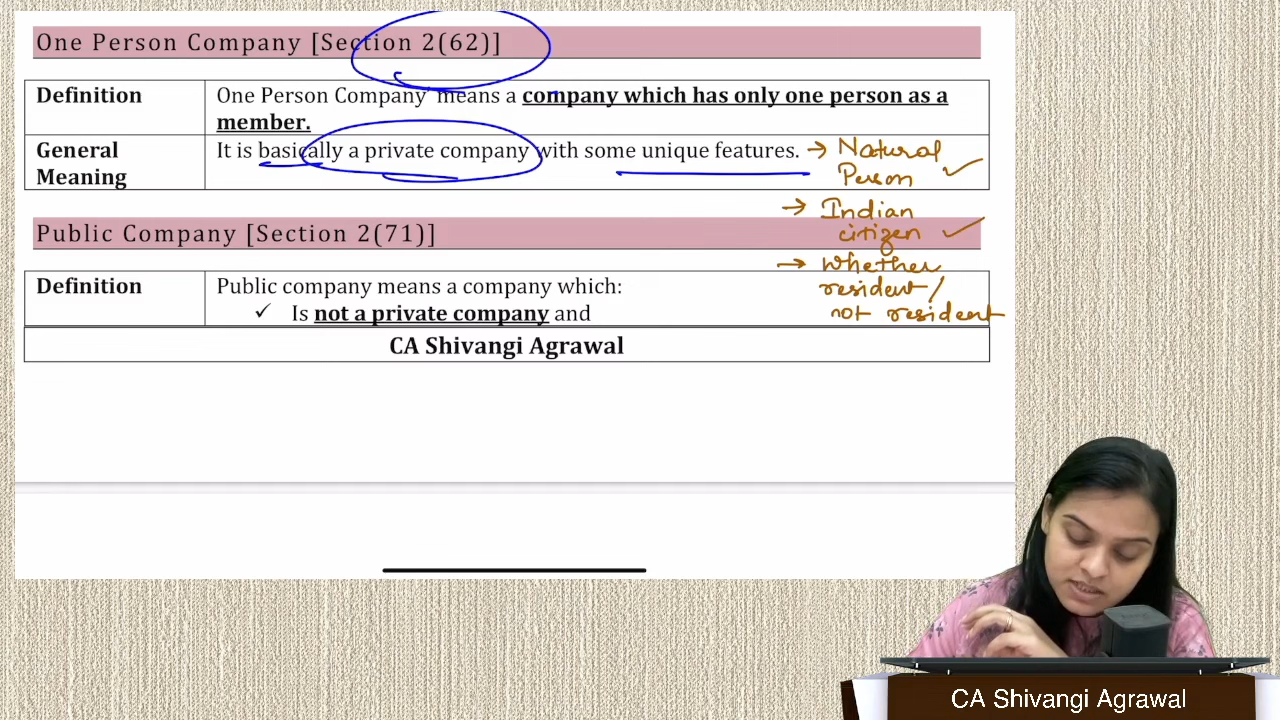 One Person Company [Section 2(62)]
Definition
One Person Company means a company which has only one person as a
member.
General
Meaning
It is basically a private company with some unique features.
→ Natural
Person ✓
→ Indian
citizen ✓
→ Whether
resident/
not resident
Public Company [Section 2(71)]
Definition
Public company means a company which:
✓ Is not a private company and
CA Shivangi Agrawal
CA Shivangi Agrawal